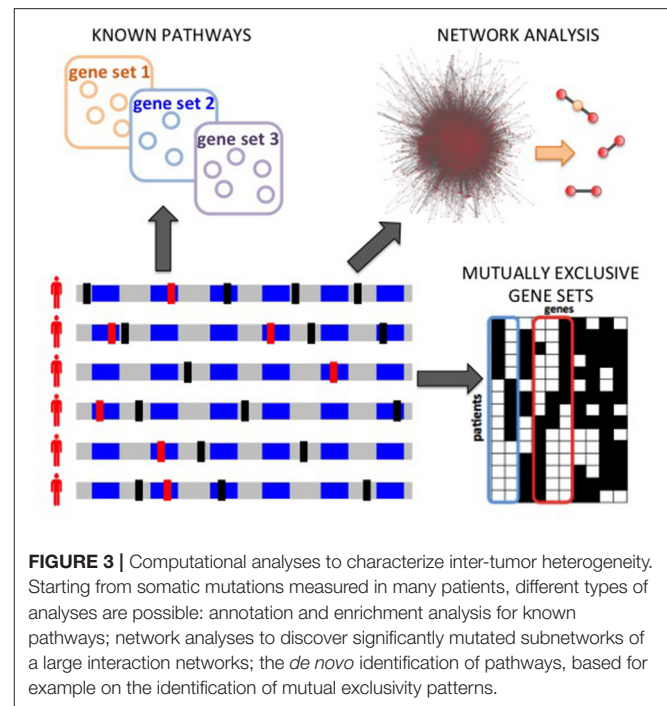 KNOWN PATHWAYS
NETWORK ANALYSIS
gene set 1
gene set 2
gene set 3
MUTUALLY EXCLUSIVE
GENE SETS
genes
patients
FIGURE 3 | Computational analyses to characterize inter-tumor heterogeneity.
Starting from somatic mutations measured in many patients, different types of
analyses are possible: annotation and enrichment analysis for known
pathways; network analyses to discover significantly mutated subnetworks of
a large interaction networks; the de novo identification of pathways, based for
example on the identification of mutual exclusivity patterns.